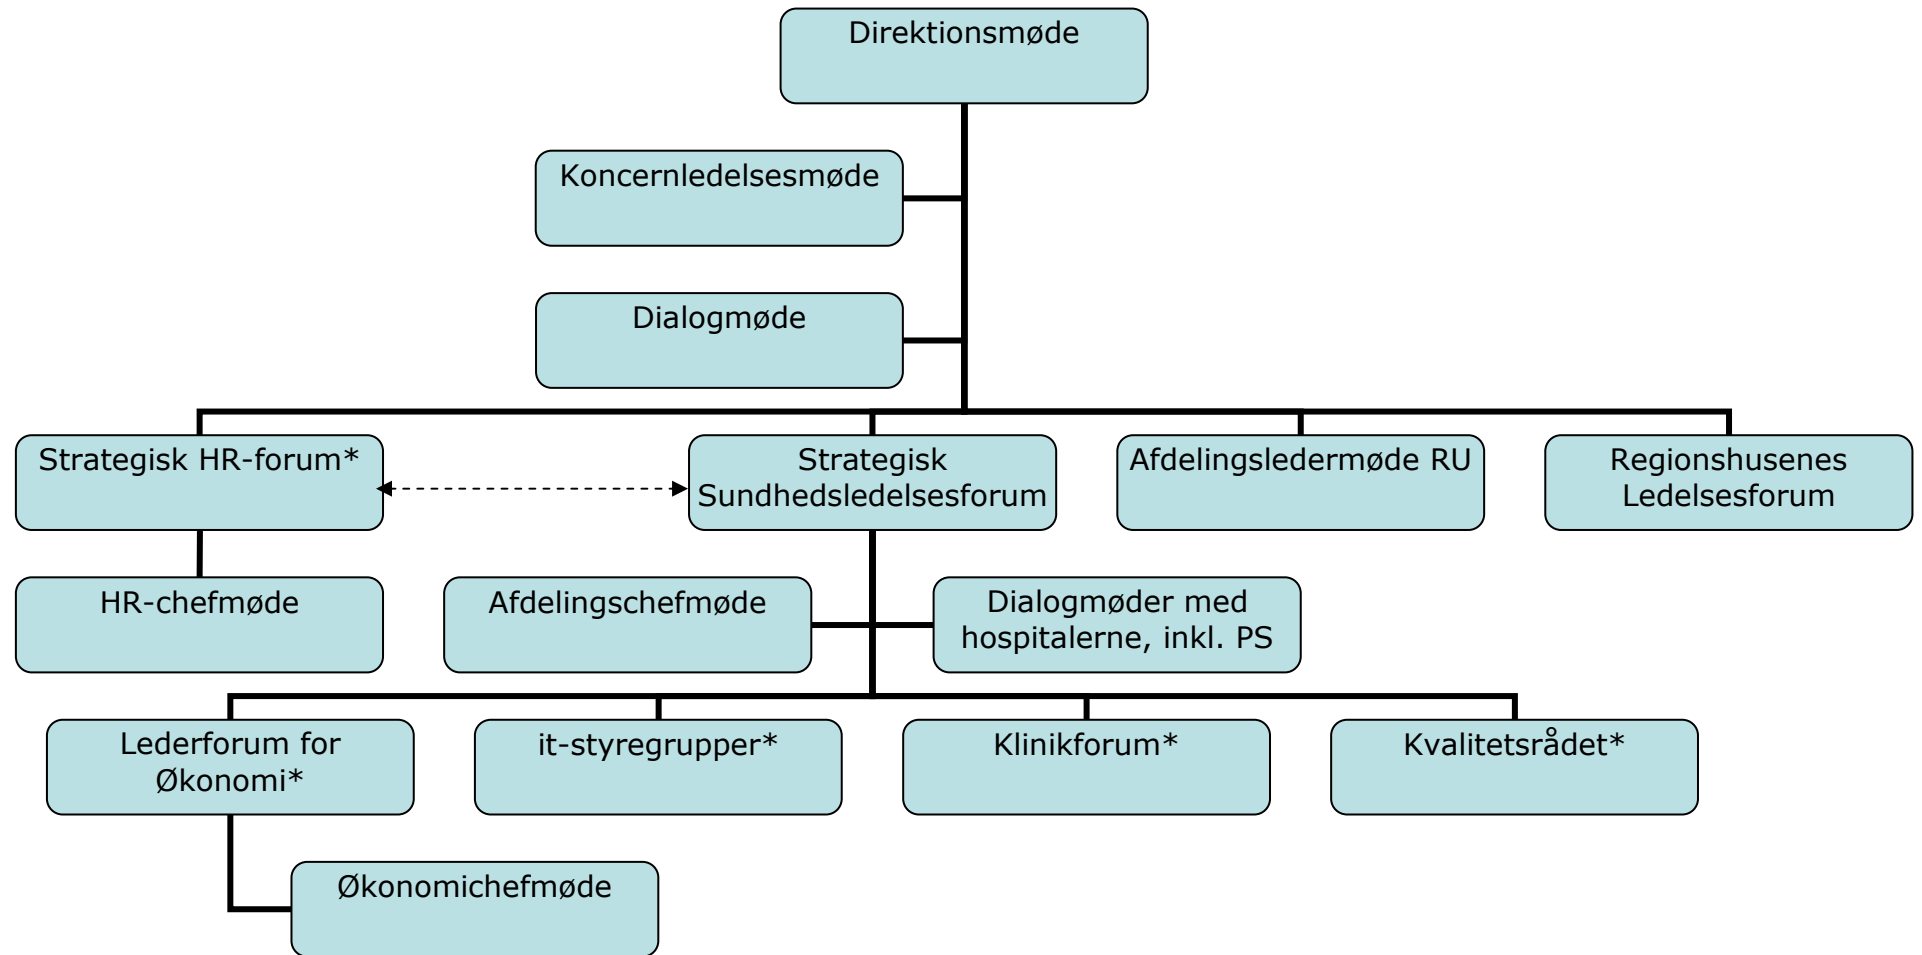 Direktionsmøde
Koncernledelsesmøde
Dialogmøde
Strategisk HR-forum*
Strategisk
Sundhedsledelsesforum
Afdelingsledermøde RU
Regionshusenes
Ledelsesforum
HR-chefmøde
Afdelingschefmøde
Dialogmøder med
hospitalerne, inkl. PS
Lederforum for
Økonomi*
it-styregrupper*
Klinikforum*
Kvalitetsrådet*
Økonomichefmøde